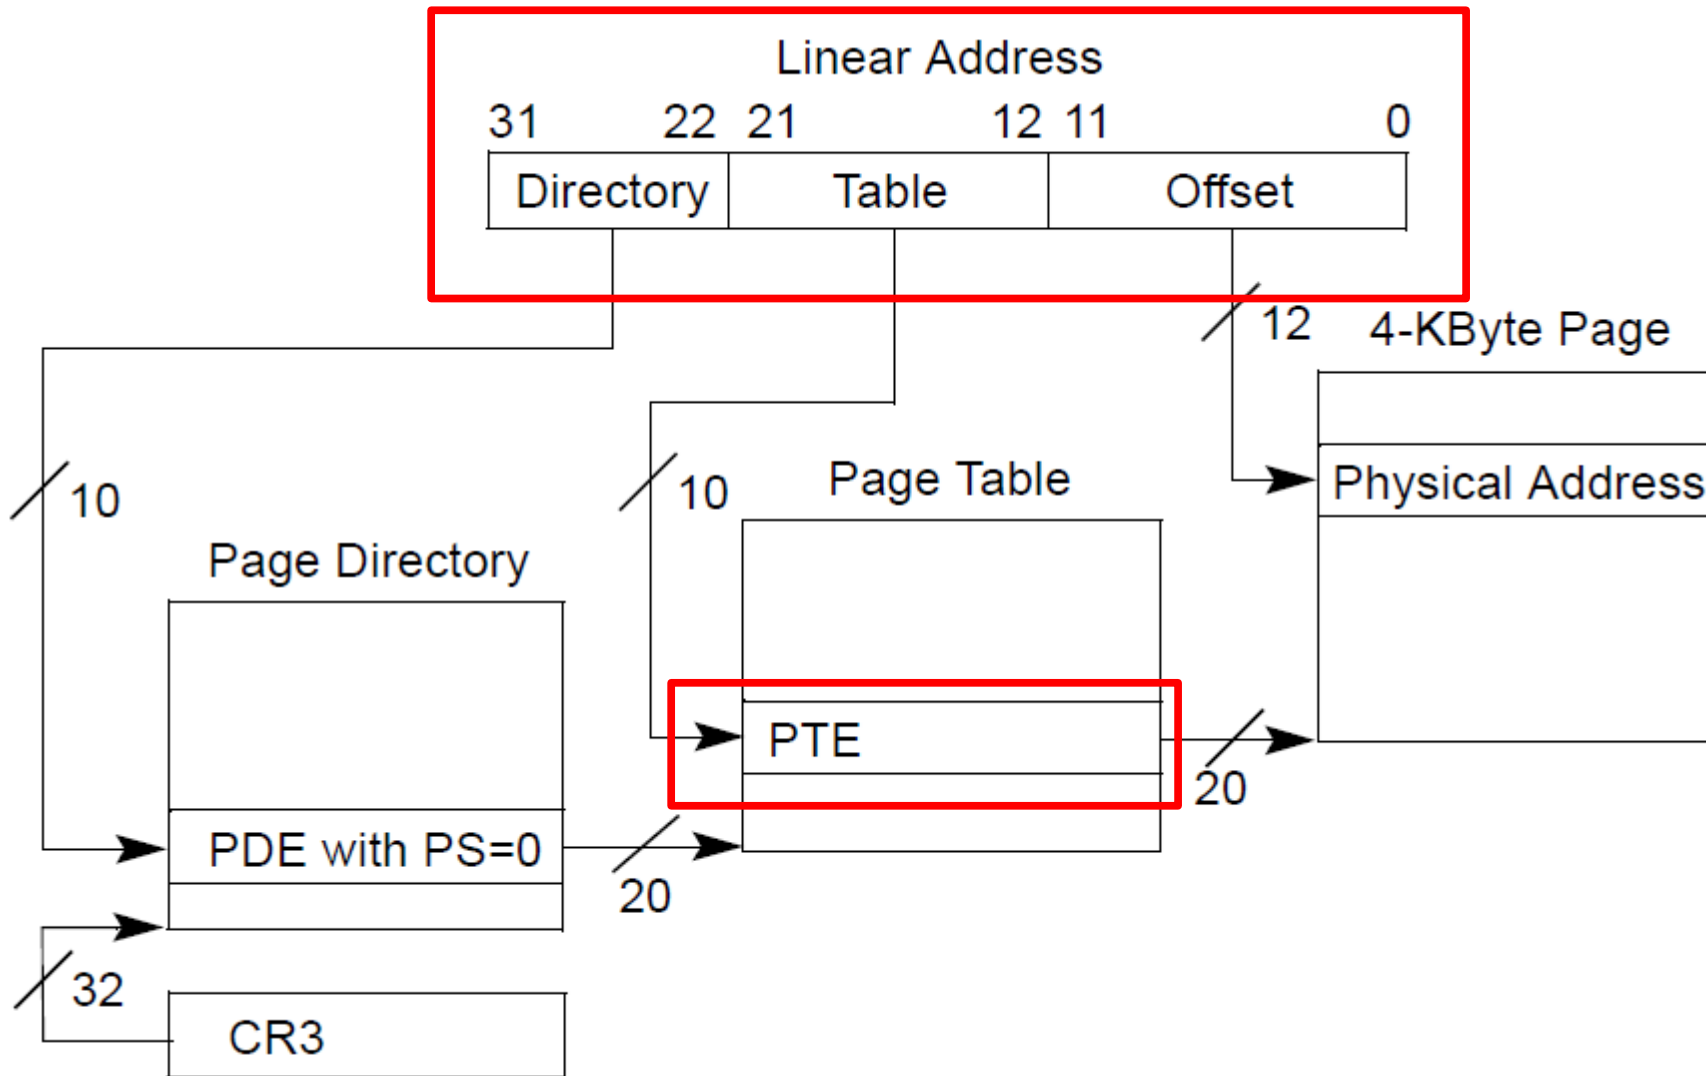 Linear Address
31 22 21 12 11 0
Directory Table Offset
12
4-KByte Page
Physical Address
10
10
Page Table
Page Directory
PTE
20
PDE with PS=0
20
32
CR3